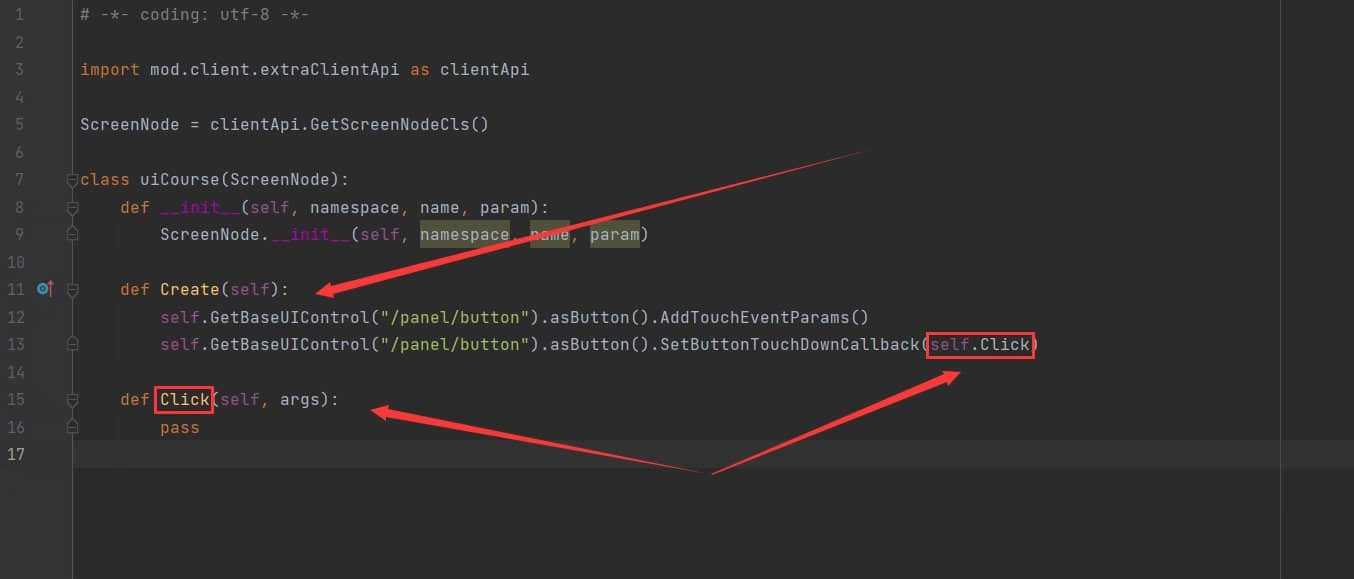 1 # -*- coding: utf-8 -*-
2
3 import mod.client.extraClientApi as clientApi
4
5 ScreenNode = clientApi.GetScreenNodeCls()
6
7 class uiCourse(ScreenNode):
8 def __init__(self, namespace, name, param):
9 ScreenNode.__init__(self, namespace, name, param)
10
11 def Create(self):
12 self.GetBaseUIControl("/panel/button").asButton().AddTouchEventParams()
13 self.GetBaseUIControl("/panel/button").asButton().SetButtonTouchDownCallback(self.Click)
14
15 def Click(self, args):
16 pass
17